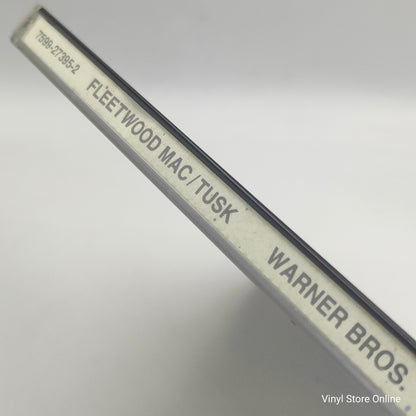 7599-27395-2
FLEETWOOD MAC/TUSK
WARNER BROS.
Vinyl Store Online